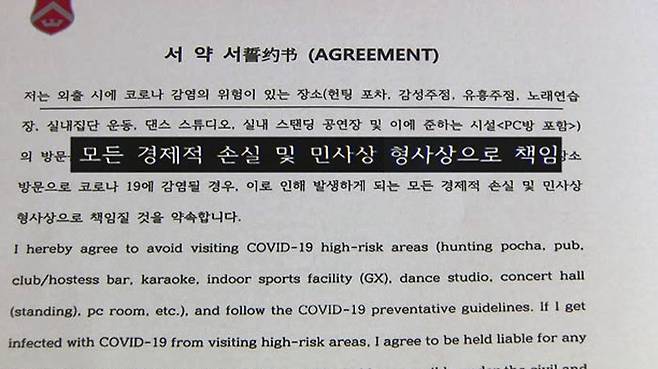 서 약 서誓约书 (AGREEMENT)
저는 외출 시에 코로나 감염의 위험이 있는 장소(헌팅 포차, 감성주점, 유흥주점, 노래연습
장, 실내집단 운동, 댄스 스튜디오, 실내 스탠딩 공연장 및 이에 준하는 시설<PC방 포함>)
의 방문 모든 경제적 손실 및 민사상 형사상으로 책임 장소
방문으로 코로나 19에 감염될 경우, 이로 인해 발생하게 되는 모든 경제적 손실 및 민사상
형사상으로 책임질 것을 약속합니다.
I hereby agree to avoid visiting COVID-19 high-risk areas (hunting pocha, pub,
club/hostess bar, karaoke, indoor sports facility (GX), dance studio, concert hall
(standing), pc room, etc.), and follow the COVID-19 preventative guidelines. If I get
infected with COVID-19 from visiting high-risk areas, I agree to be held liable for any
the civil and